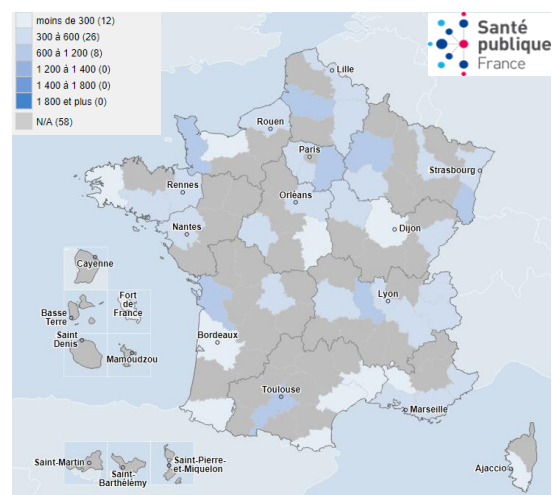 moins de 300 (12)
300 à 600 (26)
600 à 1 200 (8)
1 200 à 1 400 (0)
1 400 à 1 800 (0)
1 800 et plus (0)
N/A (58)
Santé
publique
France
Lille
Rouen
Paris
Strasbourg
Rennes
Orléans
Nantes
Dijon
Cayenne
Lyon
Basse
Terre
Fort
de
France
Saint
Denis
Mamoudzou
Bordeaux
Toulouse
Marseille
Saint-Martin
Saint-
Barthélémy
Saint-Pierre
-et-Miquelon
Ajaccio